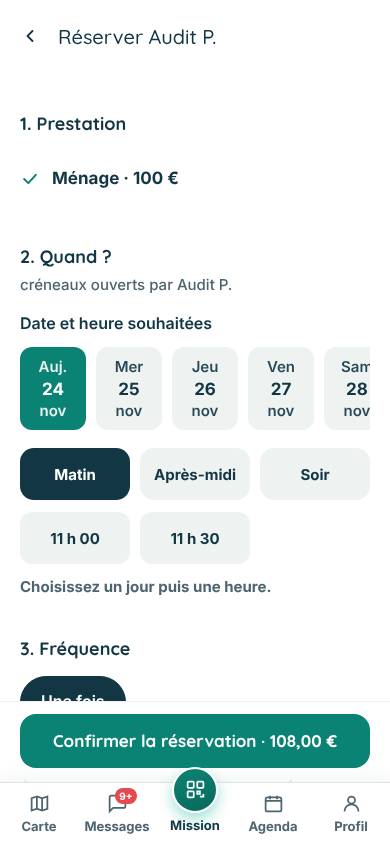 Réserver Audit P.
1. Prestation
Ménage · 100 €
2. Quand ?
créneaux ouverts par Audit P.
Date et heure souhaitées
Auj. Mer Jeu Ven Sam
24 25 26 27 28
nov nov nov nov nov
Matin Après-midi Soir
11 h 00 11 h 30
Choisissez un jour puis une heure.
3. Fréquence
Une fois
Confirmer la réservation · 108,00 €
9+
Carte Messages Mission Agenda Profil